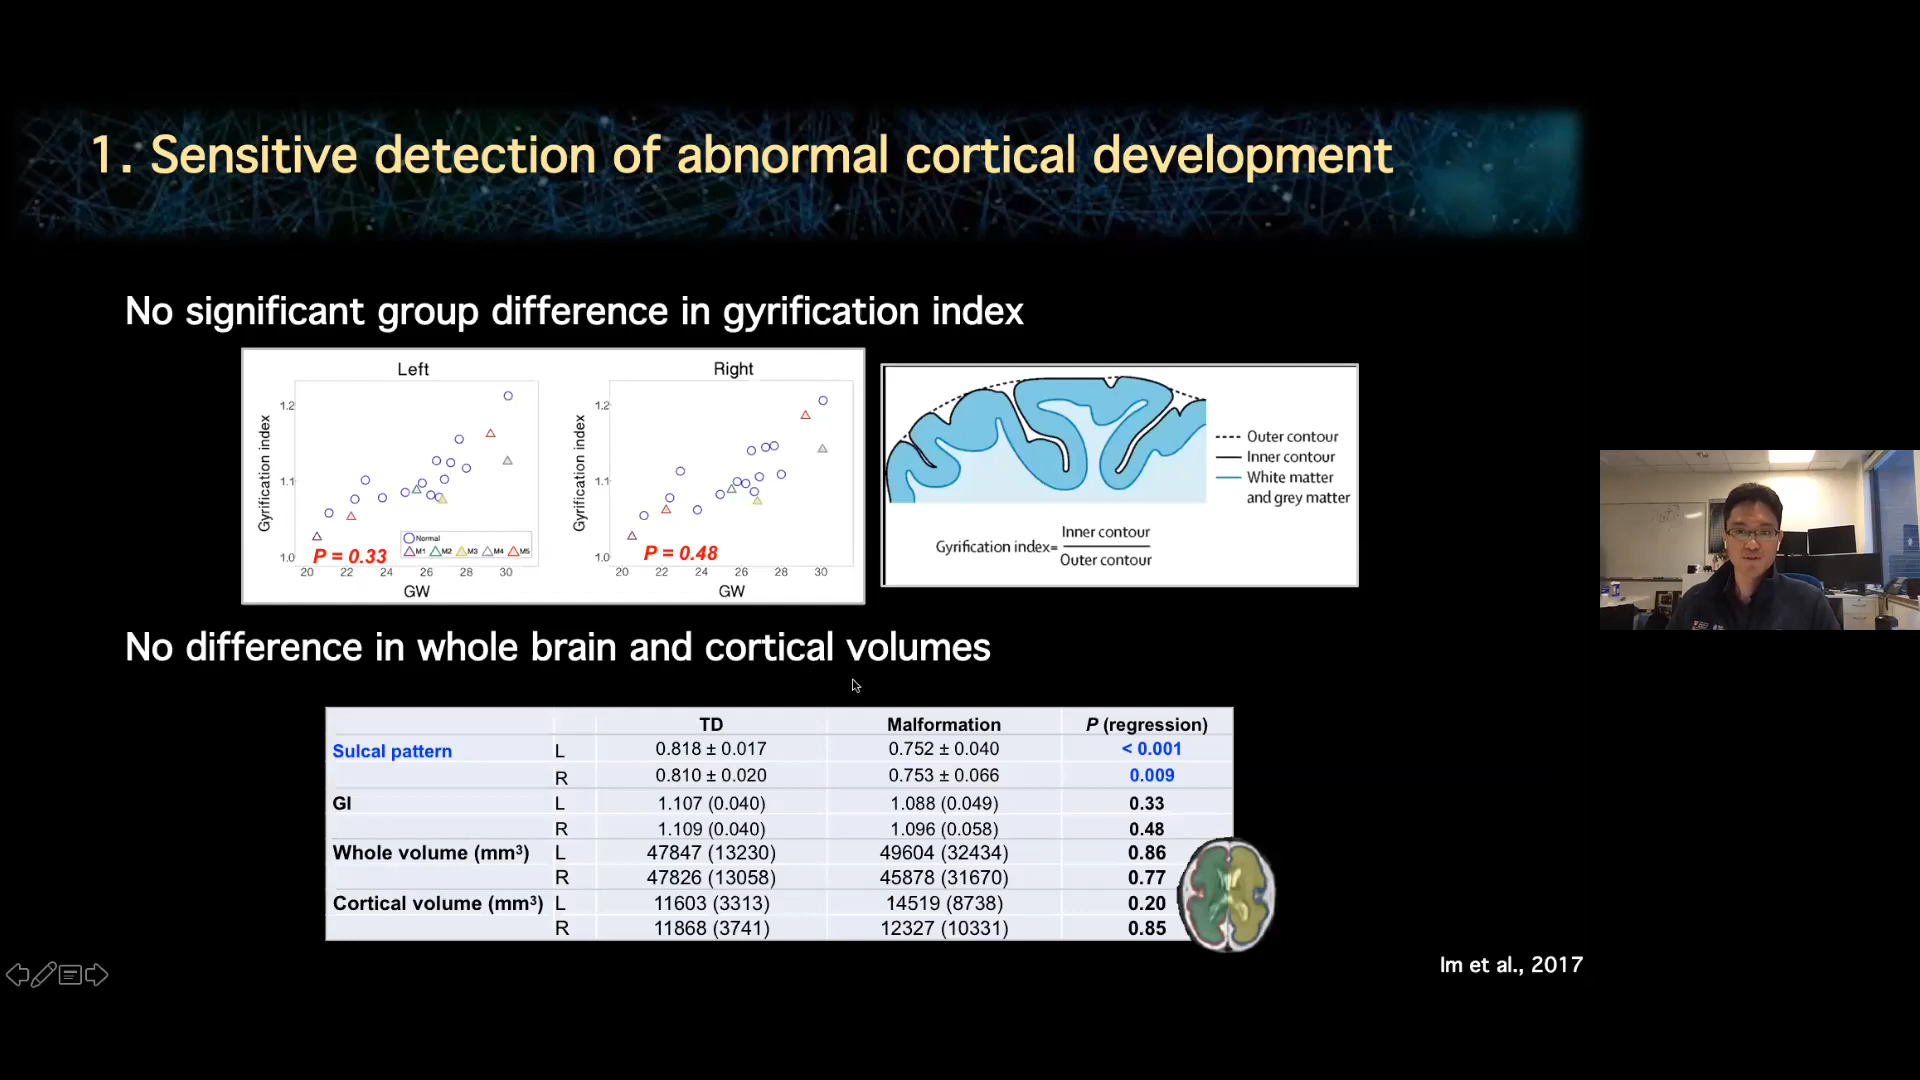 1. Sensitive detection of abnormal cortical development
No significant group difference in gyrification index
Left
Right
Gyrification index
1.2
1.1
1.0
P = 0.33
Normal
M1 M2 M3 M4 M5
20 22 24 26 28 30
GW
Gyrification index
1.2
1.1
1.0
P = 0.48
20 22 24 26 28 30
GW
Outer contour
Inner contour
White matter
and grey matter
Gyrification index=
Inner contour
Outer contour
No difference in whole brain and cortical volumes
TD Malformation P (regression)
Sulcal pattern L 0.818 ± 0.017 0.752 ± 0.040 < 0.001
R 0.810 ± 0.020 0.753 ± 0.066 0.009
GI L 1.107 (0.040) 1.088 (0.049) 0.33
R 1.109 (0.040) 1.096 (0.058) 0.48
Whole volume (mm³) L 47847 (13230) 49604 (32434) 0.86
R 47826 (13058) 45878 (31670) 0.77
Cortical volume (mm³) L 11603 (3313) 14519 (8738) 0.20
R 11868 (3741) 12327 (10331) 0.85
Im et al., 2017